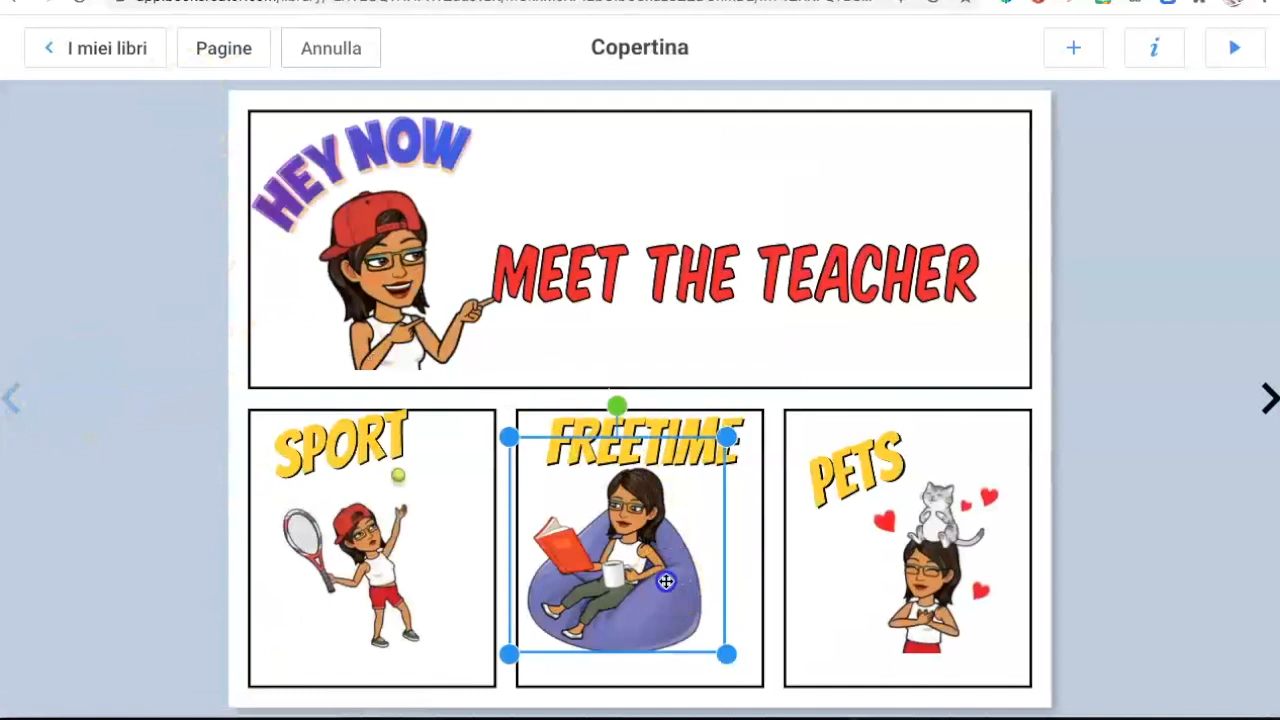 I miei libri
Pagine
Annulla
Copertina
HEY NOW
MEET THE TEACHER
SPORT
FREETIME
PETS